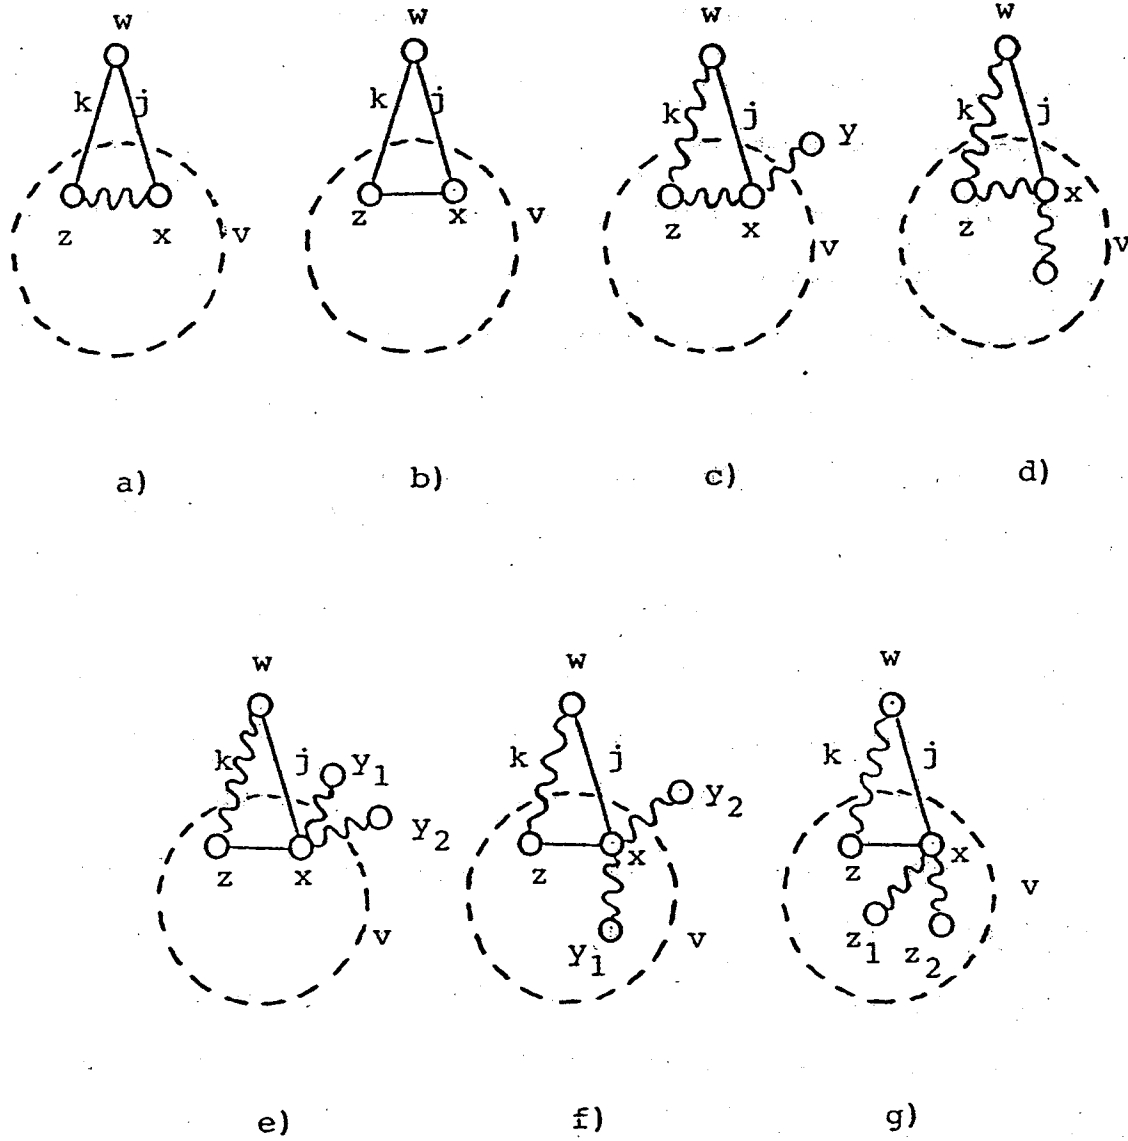 w w w w
k j k j k j y k j
z x v z x v z x v z x v
a) b) c) d)
w w w
k j y₁ k j y₂ k j
y₂
z x z x z x
v y₁ v z₁ z₂ v
e) f) g)